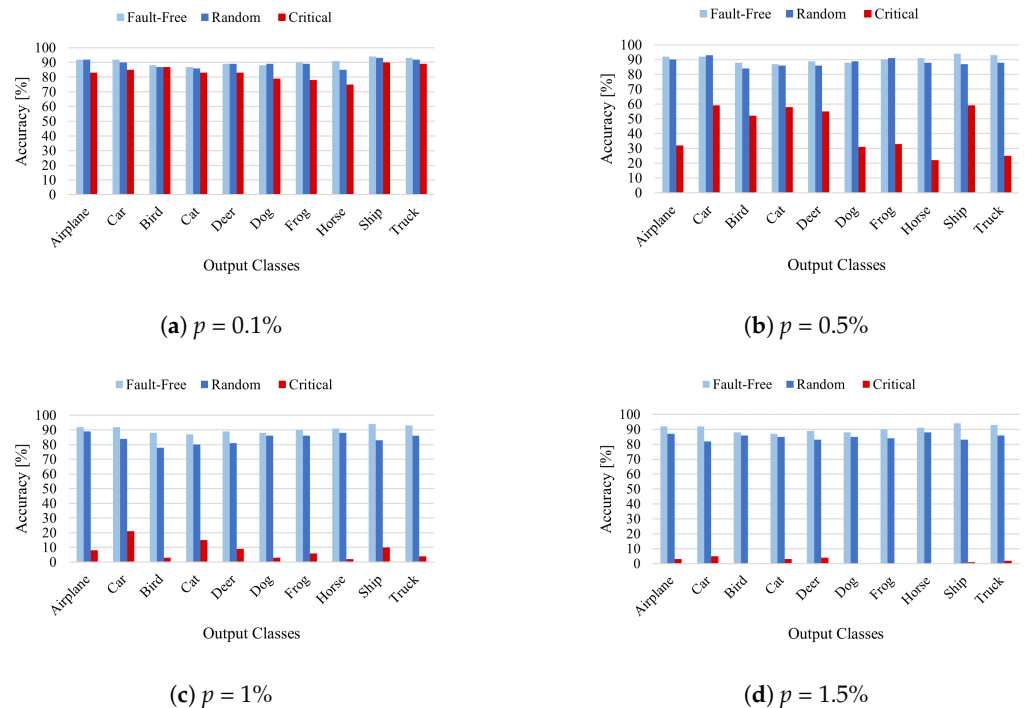 Fault-Free Random Critical
Accuracy [%]
90
80
70
60
50
40
30
20
10
0
Airplane Car Bird Cat Deer Dog Frog Horse Ship Truck
Output Classes
(a) p = 0.1%
Fault-Free Random Critical
Accuracy [%]
100
90
80
70
60
50
40
30
20
10
0
Airplane Car Bird Cat Deer Dog Frog Horse Ship Truck
Output Classes
(b) p = 0.5%
Fault-Free Random Critical
Accuracy [%]
90
80
70
60
50
40
30
20
10
0
Airplane Car Bird Cat Deer Dog Frog Horse Ship Truck
Output Classes
(c) p = 1%
Fault-Free Random Critical
Accuracy [%]
100
90
80
70
60
50
40
30
20
10
0
Airplane Car Bird Cat Deer Dog Frog Horse Ship Truck
Output Classes
(d) p = 1.5%